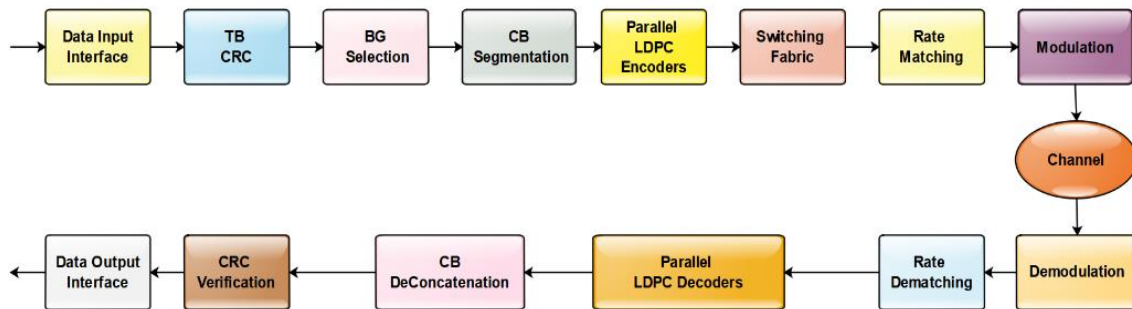 Data Input
Interface
TB
CRC
BG
Selection
CB
Segmentation
Parallel
LDPC
Encoders
Switching
Fabric
Rate
Matching
Modulation
Channel
Data Output
Interface
CRC
Verification
CB
DeConcatenation
Parallel
LDPC Decoders
Rate
Dematching
Demodulation